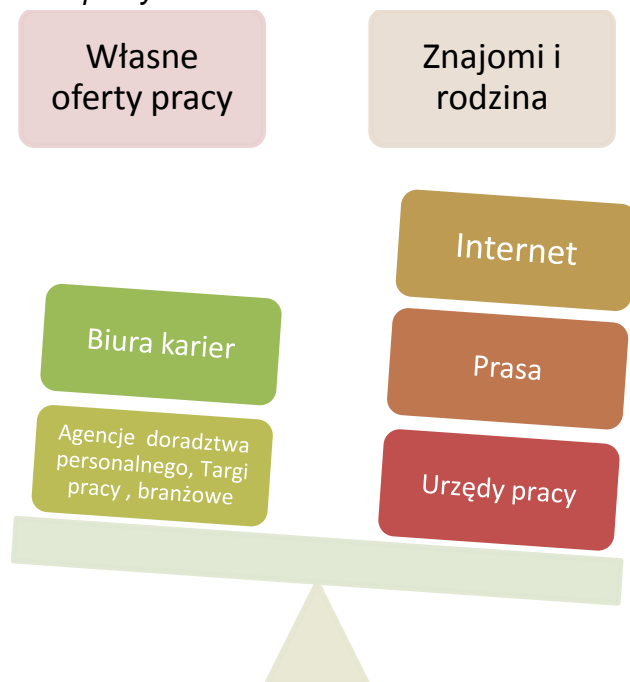 Własne
oferty pracy
Znajomi i
rodzina
Internet
Biura karier
Prasa
Agencje doradztwa
personalnego, Targi
pracy , branżowe
Urzędy pracy